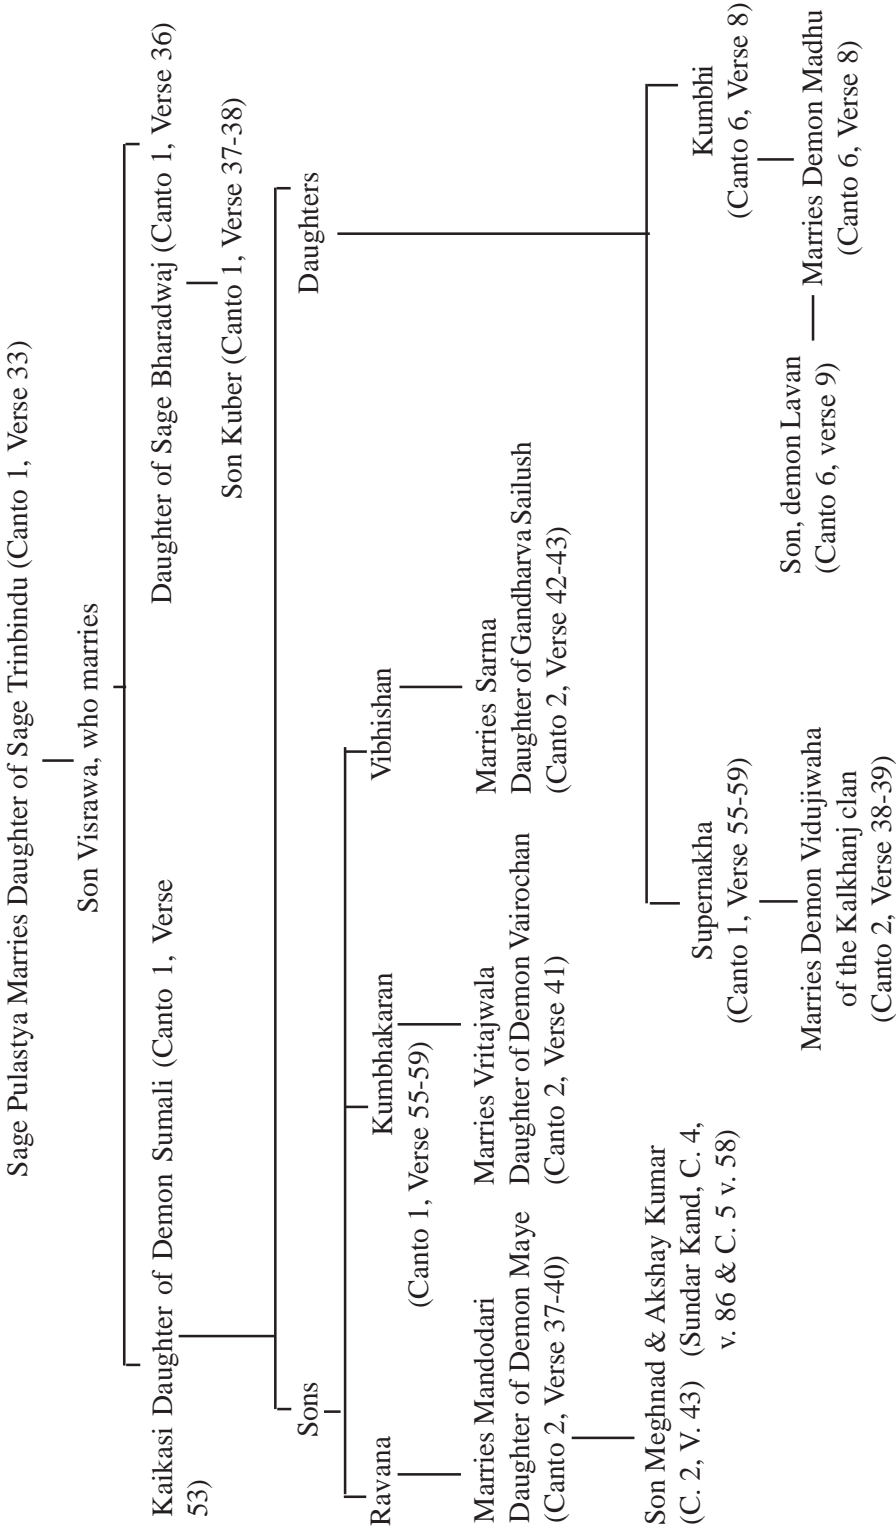 Sage Pulastya Marries Daughter of Sage Trinbindu (Canto 1, Verse 33)
Son Visrawa, who marries
Kaikasi Daughter of Demon Sumali (Canto 1, Verse
53)
Daughter of Sage Bharadwaj (Canto 1, Verse 36)
Son Kuber (Canto 1, Verse 37-38)
Sons
Daughters
Ravana
Kumbhakaran
(Canto 1, Verse 55-59)
Vibhishan
Marries Mandodari
Daughter of Demon Maye
(Canto 2, Verse 37-40)
Marries Vritajwala
Daughter of Demon Vairochan
(Canto 2, Verse 41)
Marries Sarma
Daughter of Gandharva Sailush
(Canto 2, Verse 42-43)
Son Meghnad & Akshay Kumar
(C. 2, V. 43) (Sundar Kand, C. 4,
v. 86 & C. 5 v. 58)
Supernakha
(Canto 1, Verse 55-59)
Marries Demon Vidujiwaha
of the Kalkhanj clan
(Canto 2, Verse 38-39)
Kumbhi
(Canto 6, Verse 8)
Marries Demon Madhu
(Canto 6, Verse 8)
Son, demon Lavan
(Canto 6, verse 9)